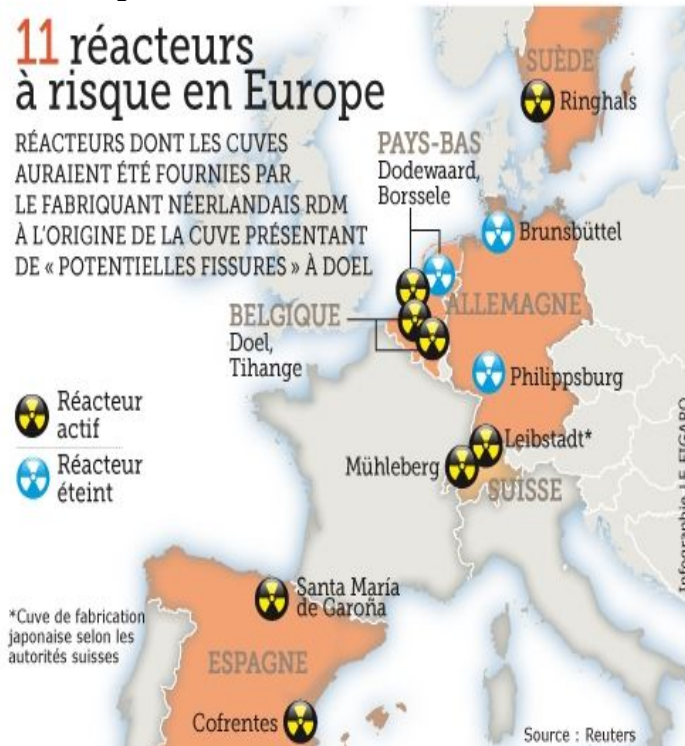 11 réacteurs
à risque en Europe
RÉACTEURS DONT LES CUVES
AURAIENT ÉTÉ FOURNIES PAR
LE FABRIQUANT NÉERLANDAIS RDM
À L'ORIGINE DE LA CUVE PRÉSENTANT
DE « POTENTIELLES FISSURES » À DOEL
SUÈDE
Ringhals
PAYS-BAS
Dodewaard,
Borssele
Brunsbüttel
ALLEMAGNE
BELGIQUE
Doel,
Tihange
Philippsburg
Réacteur
actif
Réacteur
éteint
Leibstadt*
Mühleberg
SUISSE
Santa María
de Garoña
*Cuve de fabrication
japonaise selon les
autorités suisses
ESPAGNE
Cofrentes
Source : Reuters
Infographie LE FIGARO